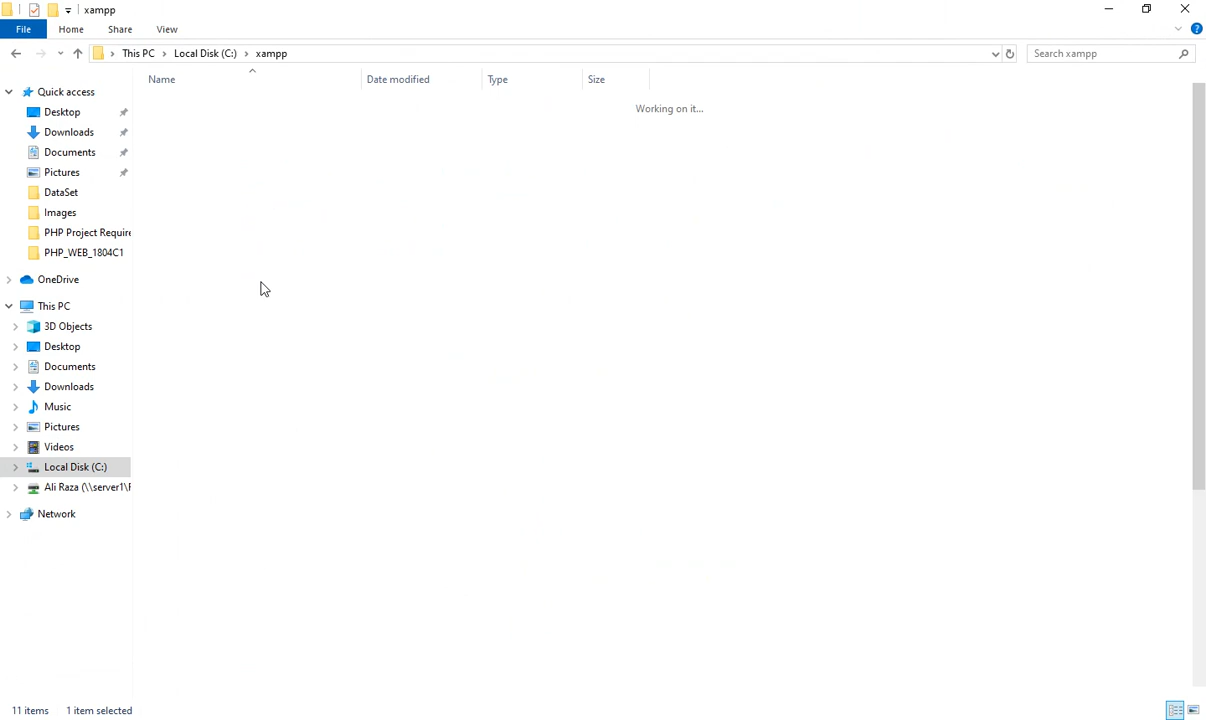 xampp
File Home Share View
This PC Local Disk (C:) xampp Search xampp
Name Date modified Type Size
Working on it...
Quick access
Desktop
Downloads
Documents
Pictures
DataSet
Images
PHP Project Require
PHP_WEB_1804C1
OneDrive
This PC
3D Objects
Desktop
Documents
Downloads
Music
Pictures
Videos
Local Disk (C:)
Ali Raza (\\server1\F
Network
11 items 1 item selected